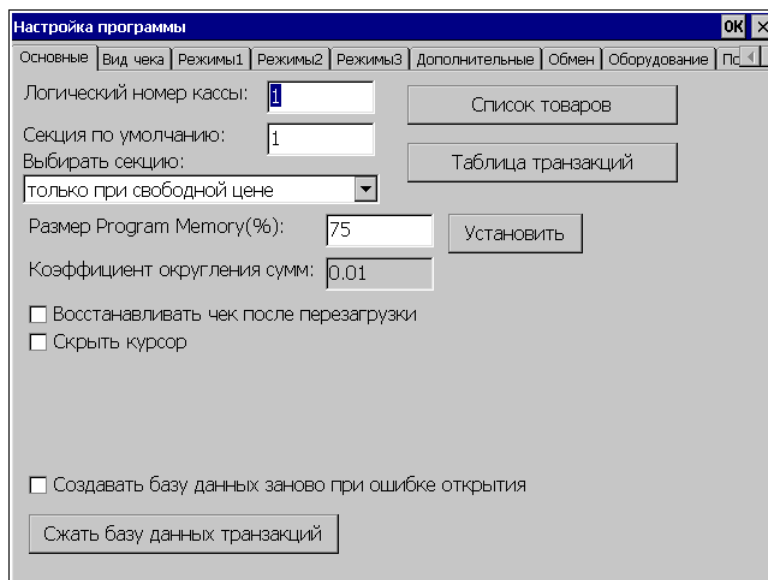 Настройка программы OK ×
Основные Вид чека Режимы1 Режимы2 Режимы3 Дополнительные Обмен Оборудование
Логический номер кассы: 1 Список товаров
Секция по умолчанию: 1
Выбирать секцию: Таблица транзакций
только при свободной цене
Размер Program Memory(%): 75 Установить
Коэффициент округления сумм: 0.01
Восстанавливать чек после перезагрузки
Скрыть курсор
Создавать базу данных заново при ошибке открытия
Сжать базу данных транзакций